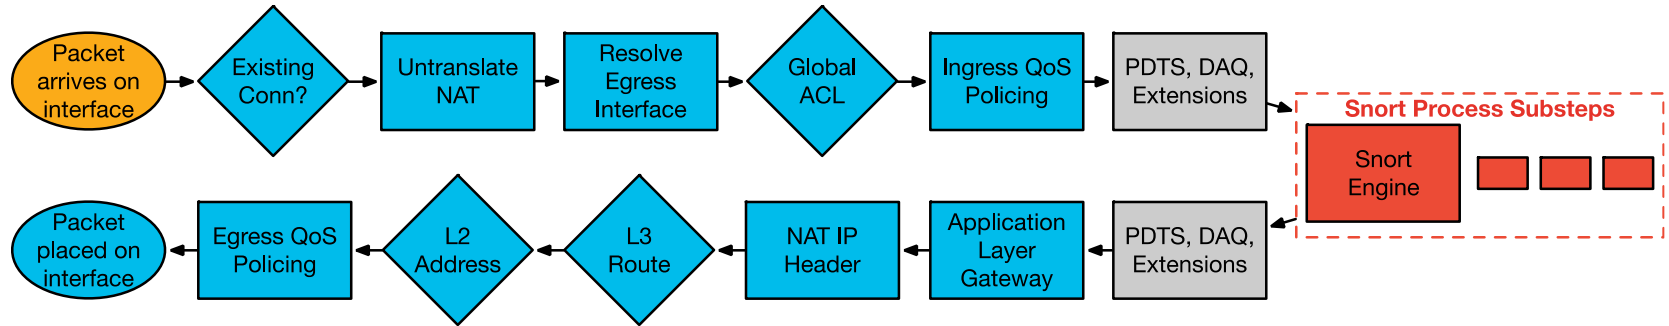 Packet
arrives on
interface
Existing
Conn?
Untranslate
NAT
Resolve
Egress
Interface
Global
ACL
Ingress QoS
Policing
PDTS, DAQ,
Extensions
Snort Process Substeps
Snort
Engine
Packet
placed on
interface
Egress QoS
Policing
L2
Address
L3
Route
NAT IP
Header
Application
Layer
Gateway
PDTS, DAQ,
Extensions